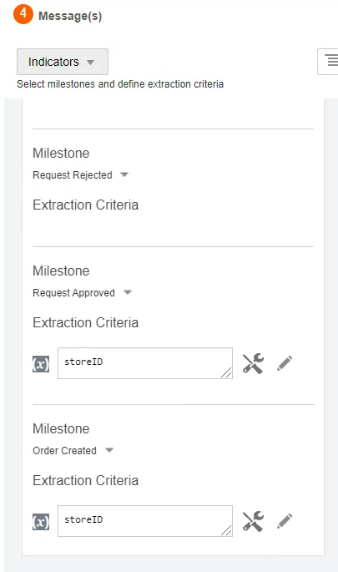 4 Message(s)
Indicators
Select milestones and define extraction criteria
Milestone
Request Rejected
Extraction Criteria
Milestone
Request Approved
Extraction Criteria
(x) storeID
Milestone
Order Created
Extraction Criteria
(x) storeID